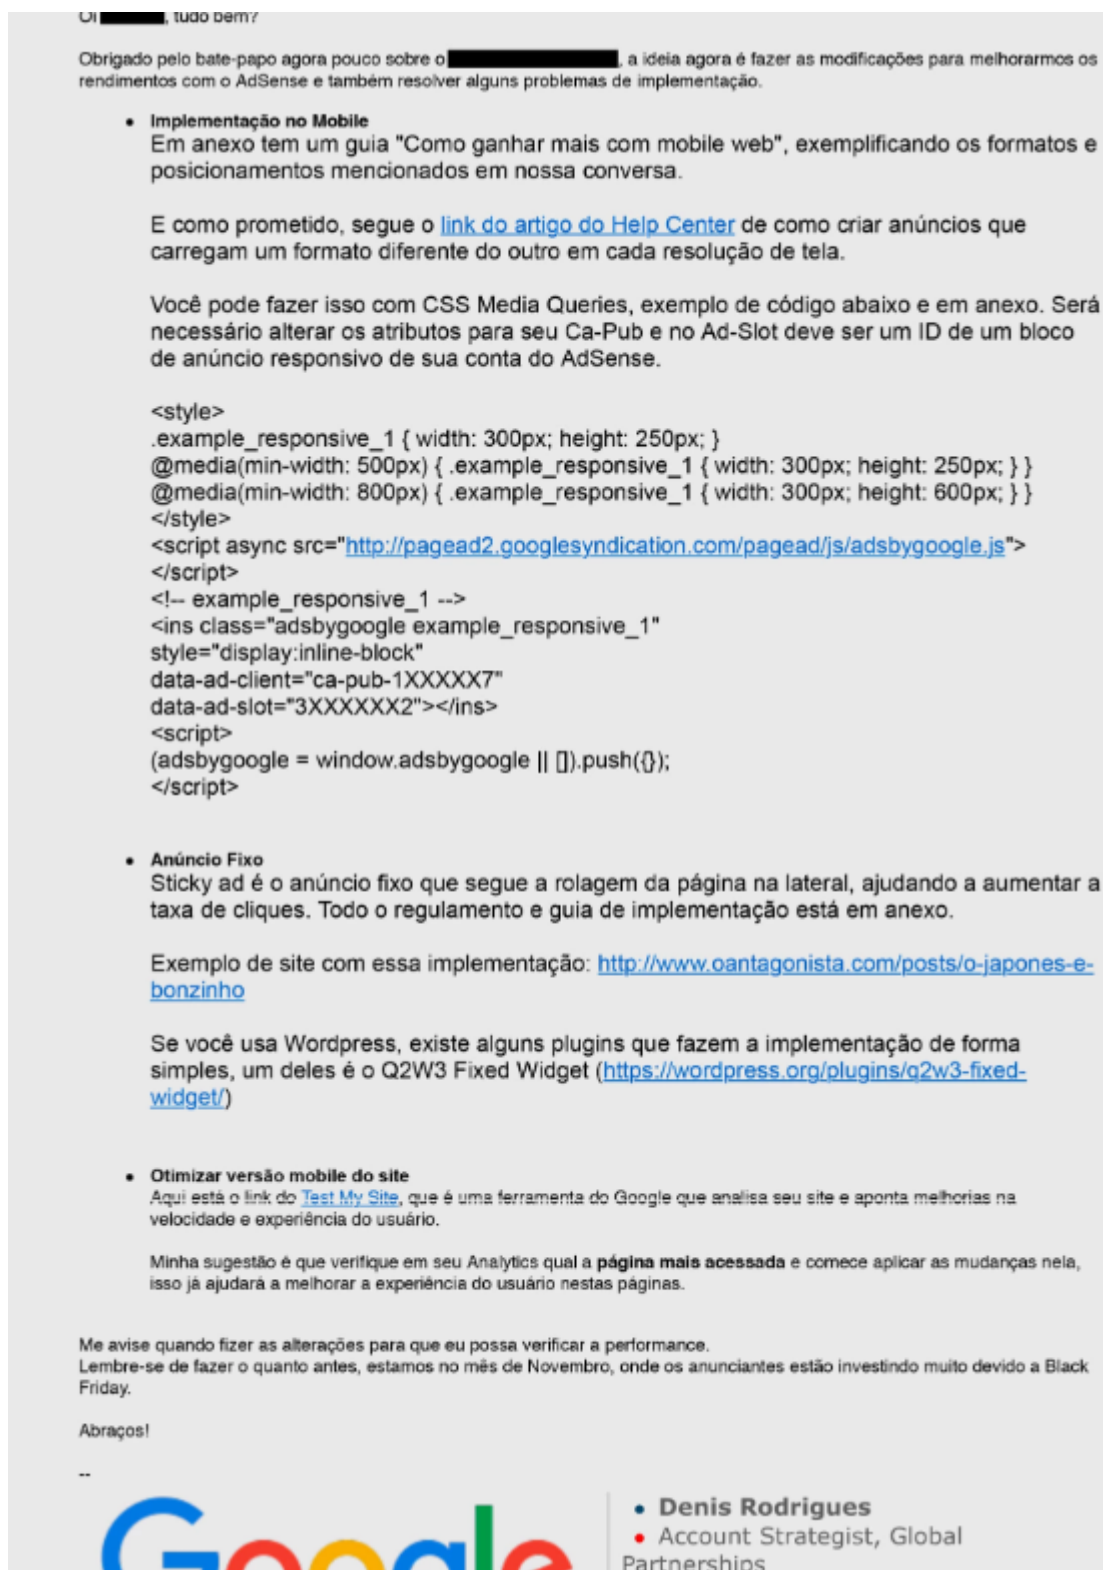 Oi , tudo bem?
Obrigado pelo bate-papo agora pouco sobre o , a ideia agora é fazer as modificações para melhorarmos os
rendimentos com o AdSense e também resolver alguns problemas de implementação.
• Implementação no Mobile
Em anexo tem um guia "Como ganhar mais com mobile web", exemplificando os formatos e
posicionamentos mencionados em nossa conversa.
E como prometido, segue o link do artigo do Help Center de como criar anúncios que
carregam um formato diferente do outro em cada resolução de tela.
Você pode fazer isso com CSS Media Queries, exemplo de código abaixo e em anexo. Será
necessário alterar os atributos para seu Ca-Pub e no Ad-Slot deve ser um ID de um bloco
de anúncio responsivo de sua conta do AdSense.
<style>
.example_responsive_1 { width: 300px; height: 250px; }
@media(min-width: 500px) { .example_responsive_1 { width: 300px; height: 250px; } }
@media(min-width: 800px) { .example_responsive_1 { width: 300px; height: 600px; } }
</style>
<script async src="http://pagead2.googlesyndication.com/pagead/js/adsbygoogle.js">
</script>
<!-- example_responsive_1 -->
<ins class="adsbygoogle example_responsive_1"
style="display:inline-block"
data-ad-client="ca-pub-1XXXXX7"
data-ad-slot="3XXXXXX2"></ins>
<script>
(adsbygoogle = window.adsbygoogle || []).push({});
</script>
• Anúncio Fixo
Sticky ad é o anúncio fixo que segue a rolagem da página na lateral, ajudando a aumentar a
taxa de cliques. Todo o regulamento e guia de implementação está em anexo.
Exemplo de site com essa implementação: http://www.oantagonista.com/posts/o-japones-e-
bonzinho
Se você usa Wordpress, existe alguns plugins que fazem a implementação de forma
simples, um deles é o Q2W3 Fixed Widget (https://wordpress.org/plugins/q2w3-fixed-
widget/)
• Otimizar versão mobile do site
Aqui está o link do Test My Site, que é uma ferramenta do Google que analisa seu site e aponta melhorias na
velocidade e experiência do usuário.
Minha sugestão é que verifique em seu Analytics qual a página mais acessada e comece aplicar as mudanças nela,
isso já ajudará a melhorar a experiência do usuário nestas páginas.
Me avise quando fizer as alterações para que eu possa verificar a performance.
Lembre-se de fazer o quanto antes, estamos no mês de Novembro, onde os anunciantes estão investindo muito devido a Black
Friday.
Abraços!
--
Google
• Denis Rodrigues
• Account Strategist, Global
Partnerships